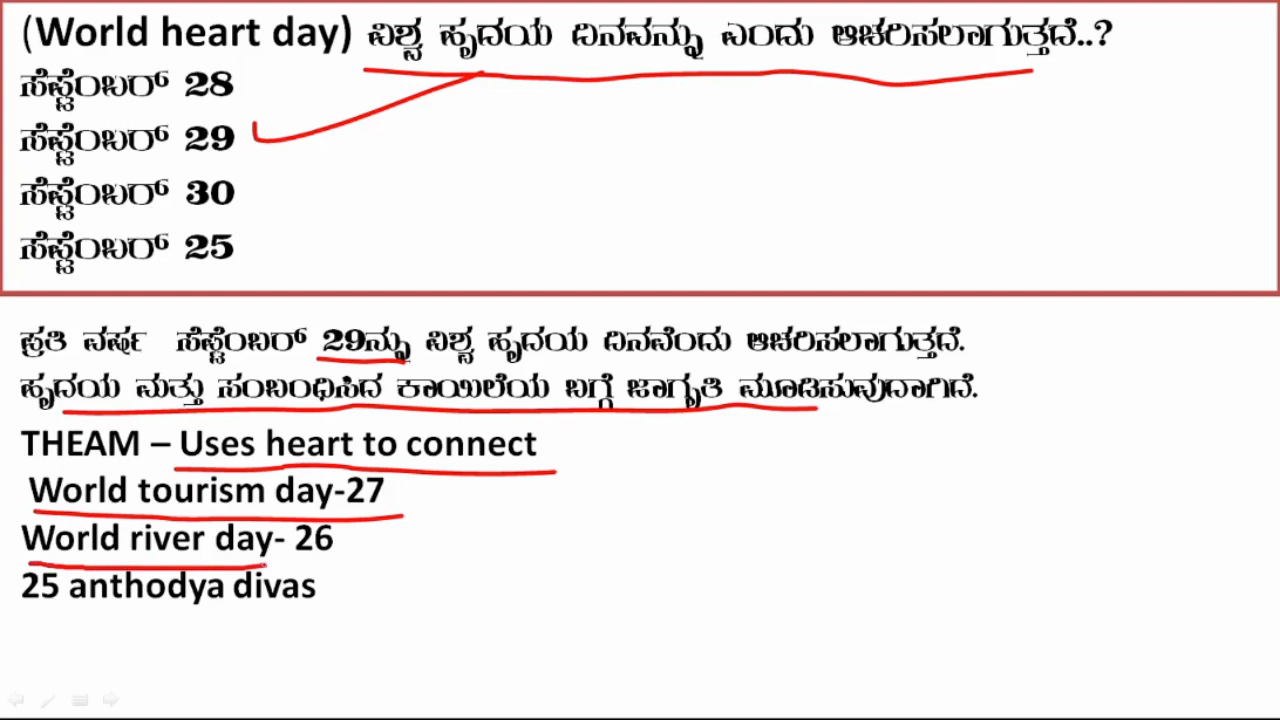 (World heart day) ವಿಶ್ವ ಹೃದಯ ದಿನವನ್ನು ಎಂದು ಆಚರಿಸಲಾಗುತ್ತದೆ..?
ಸೆಪ್ಟೆಂಬರ್ 28
ಸೆಪ್ಟೆಂಬರ್ 29
ಸೆಪ್ಟೆಂಬರ್ 30
ಸೆಪ್ಟೆಂಬರ್ 25
ಪ್ರತಿ ವರ್ಷ ಸೆಪ್ಟೆಂಬರ್ 29ನ್ನು ವಿಶ್ವ ಹೃದಯ ದಿನವೆಂದು ಆಚರಿಸಲಾಗುತ್ತದೆ.
ಹೃದಯ ಮತ್ತು ಸಂಬಂಧಿಸಿದ ಕಾಯಿಲೆಯ ಬಗ್ಗೆ ಜಾಗೃತಿ ಮೂಡಿಸುವುದಾಗಿದೆ.
THEAM – Uses heart to connect
World tourism day-27
World river day- 26
25 anthodya divas